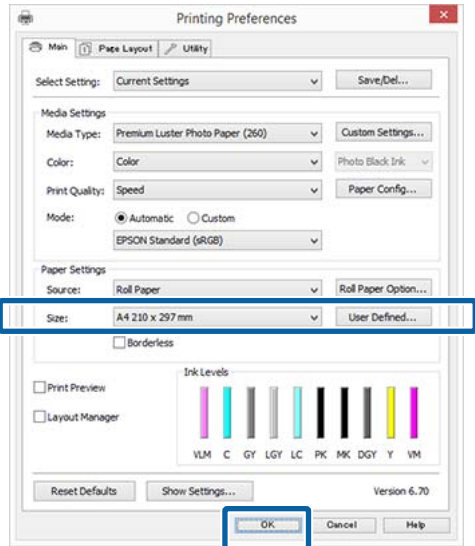 Printing Preferences
Main Page Layout Utility
Select Setting: Current Settings Save/Del...
Media Settings
Media Type: Premium Luster Photo Paper (260) Custom Settings...
Color: Color Photo Black Ink
Print Quality: Speed Paper Config...
Mode: Automatic Custom
EPSON Standard (sRGB)
Paper Settings
Source: Roll Paper Roll Paper Option...
Size: A4 210 x 297 mm User Defined...
Borderless
Ink Levels
Print Preview
Layout Manager
VLM C GY LGY LC PK MK DGY Y VM
Reset Defaults Show Settings... Version 6.70
OK Cancel Help